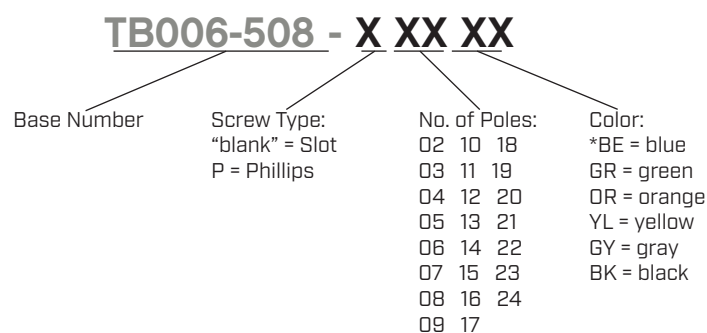 TB006-508 - X XX XX
Base Number
Screw Type:
“blank” = Slot
P = Phillips
No. of Poles:
02 10 18
03 11 19
04 12 20
05 13 21
06 14 22
07 15 23
08 16 24
09 17
Color:
*BE = blue
GR = green
OR = orange
YL = yellow
GY = gray
BK = black